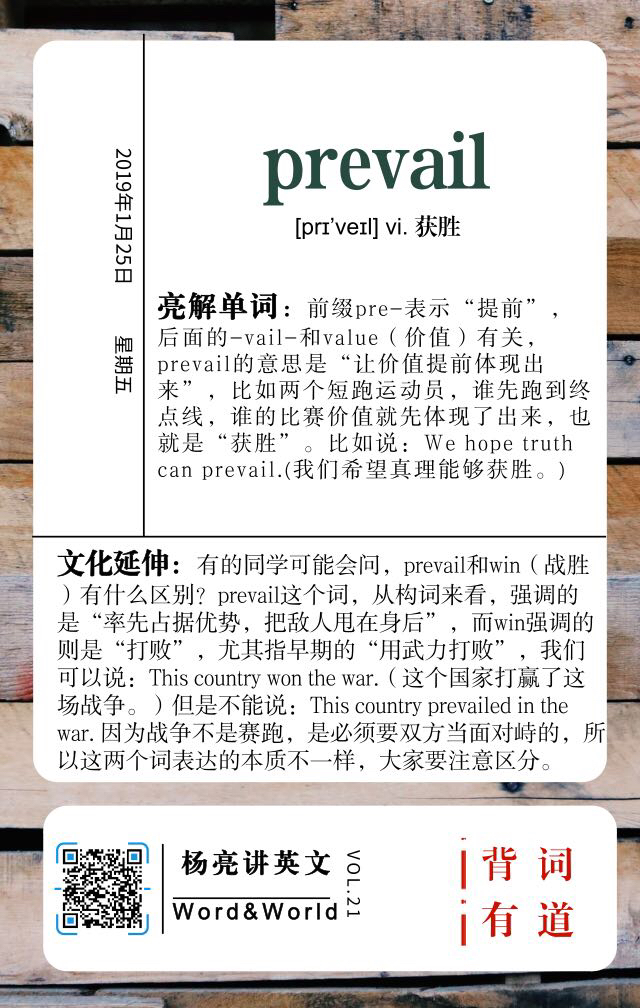 2019年1月25日 星期五
prevail
[prɪ'veɪl] vi. 获胜
亮解单词：前缀pre-表示“提前”，
后面的-vail-和value（价值）有关，
prevail的意思是“让价值提前体现出
来”，比如两个短跑运动员，谁先跑到终
点线，谁的比赛价值就先体现了出来，也
就是“获胜”。比如说：We hope truth
can prevail.(我们希望真理能够获胜。)
文化延伸：有的同学可能会问，prevail和win（战胜
）有什么区别？prevail这个词，从构词来看，强调的
是“率先占据优势，把敌人甩在身后”，而win强调的
则是“打败”，尤其指早期的“用武力打败”，我们
可以说：This country won the war.（这个国家打赢了这
场战争。）但是不能说：This country prevailed in the
war. 因为战争不是赛跑，是必须要双方当面对峙的，所
以这两个词表达的本质不一样，大家要注意区分。
杨亮讲英文
Word&World
VOL.21
背词
有道